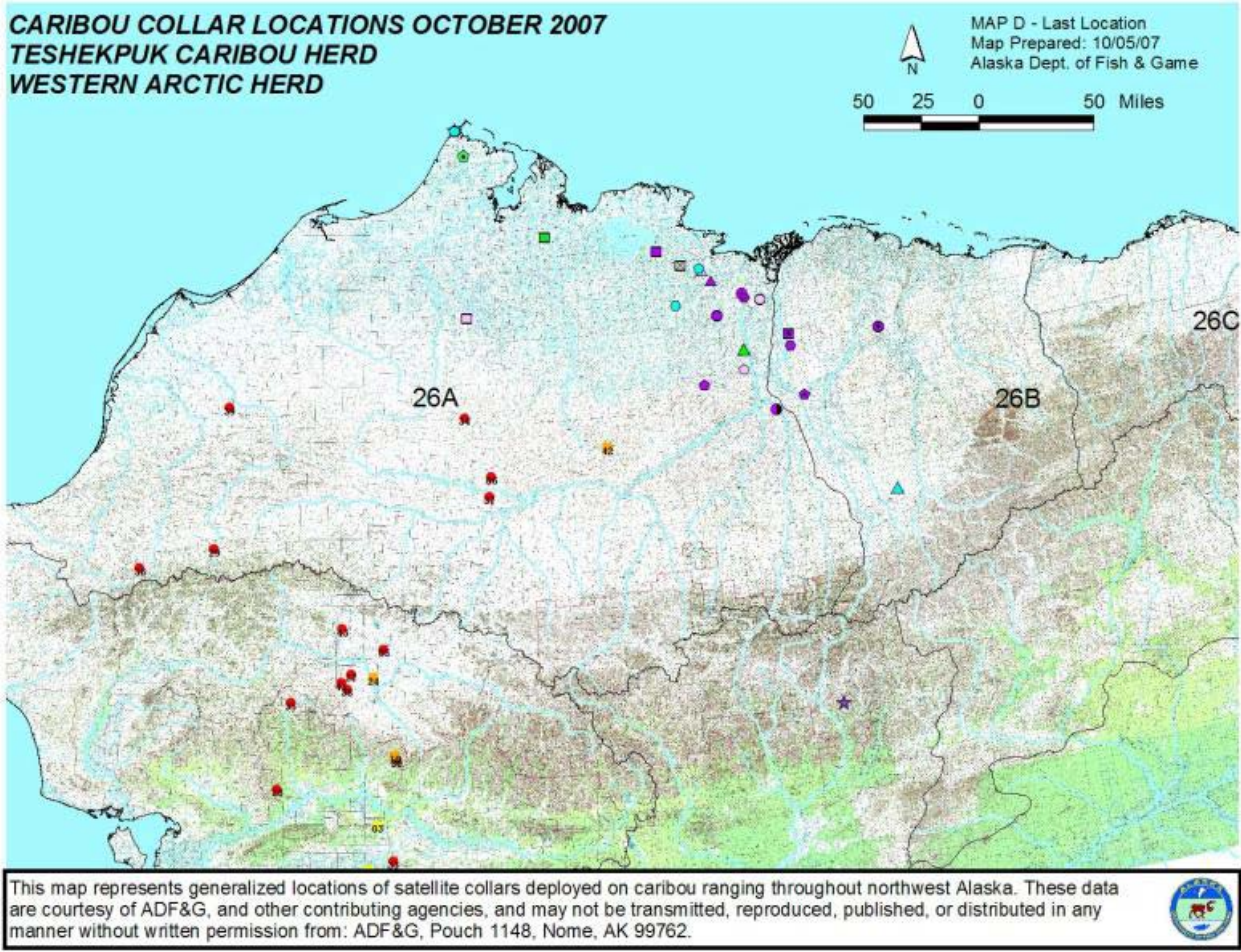 CARIBOU COLLAR LOCATIONS OCTOBER 2007
TESHEKPUK CARIBOU HERD
WESTERN ARCTIC HERD
MAP D - Last Location
Map Prepared: 10/05/07
Alaska Dept. of Fish & Game
N
50 25 0 50 Miles
26C
26A
26B
42
03
This map represents generalized locations of satellite collars deployed on caribou ranging throughout northwest Alaska. These data
are courtesy of ADF&G, and other contributing agencies, and may not be transmitted, reproduced, published, or distributed in any
manner without written permission from: ADF&G, Pouch 1148, Nome, AK 99762.
ALASKA